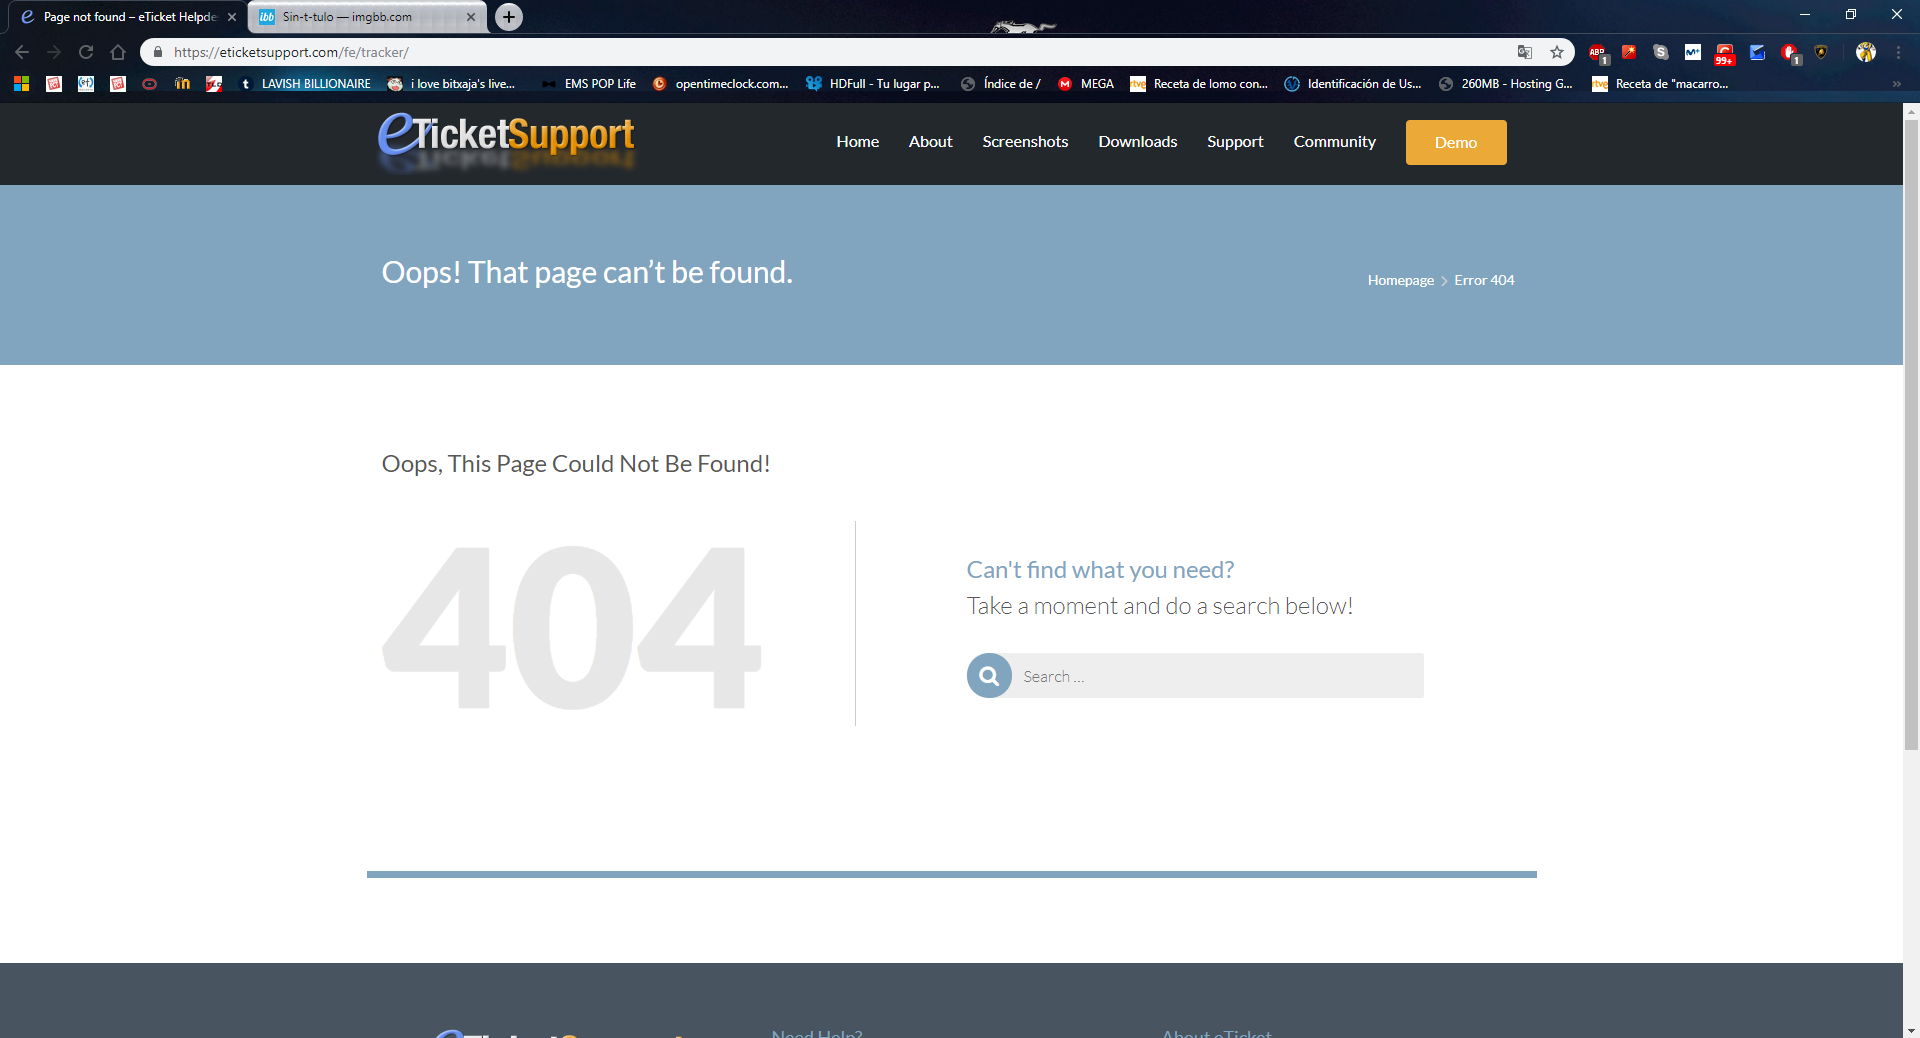 Page not found – eTicket Helpde
Sin-t-tulo — imgbb.com
https://eticketsupport.com/fe/tracker/
ABP
1
99+
1
LAVISH BILLIONAIRE
i love bitxaja's live...
EMS POP Life
opentimeclock.com...
HDFull - Tu lugar p...
Índice de /
MEGA
Receta de lomo con...
Identificación de Us...
260MB - Hosting G...
Receta de "macarro...
eTicketSupport
Home
About
Screenshots
Downloads
Support
Community
Demo
Oops! That page can’t be found.
Homepage > Error 404
Oops, This Page Could Not Be Found!
404
Can't find what you need?
Take a moment and do a search below!
Search ...
Need Help?
About eTicket